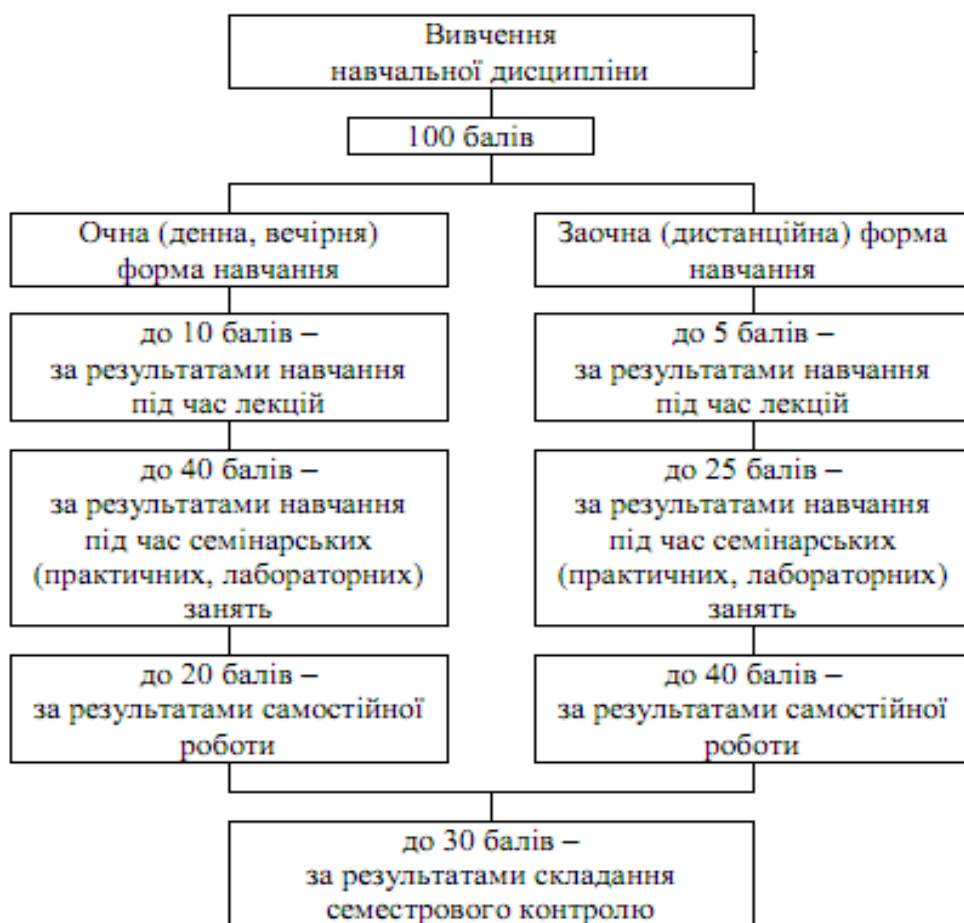 Вивчення
навчальної дисципліни
100 балів
Очна (денна, вечірня)
форма навчання
Заочна (дистанційна) форма
навчання
до 10 балів –
за результатами навчання
під час лекцій
до 5 балів –
за результатами навчання
під час лекцій
до 40 балів –
за результатами навчання
під час семінарських
(практичних, лабораторних)
занять
до 25 балів –
за результатами навчання
під час семінарських
(практичних, лабораторних)
занять
до 20 балів –
за результатами самостійної
роботи
до 40 балів –
за результатами самостійної
роботи
до 30 балів –
за результатами складання
семестрового контролю